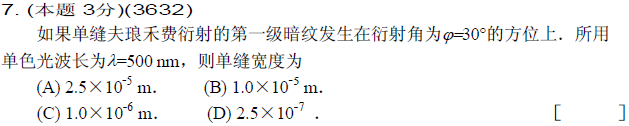 7. (本题 3分)(3632)
如果单缝夫琅禾费衍射的第一级暗纹发生在衍射角为φ=30°的方位上．所用
单色光波长为λ=500 nm，则单缝宽度为
(A) 2.5×10⁻⁵ m． (B) 1.0×10⁻⁵ m．
(C) 1.0×10⁻⁶ m． (D) 2.5×10⁻⁷ ． [ ]